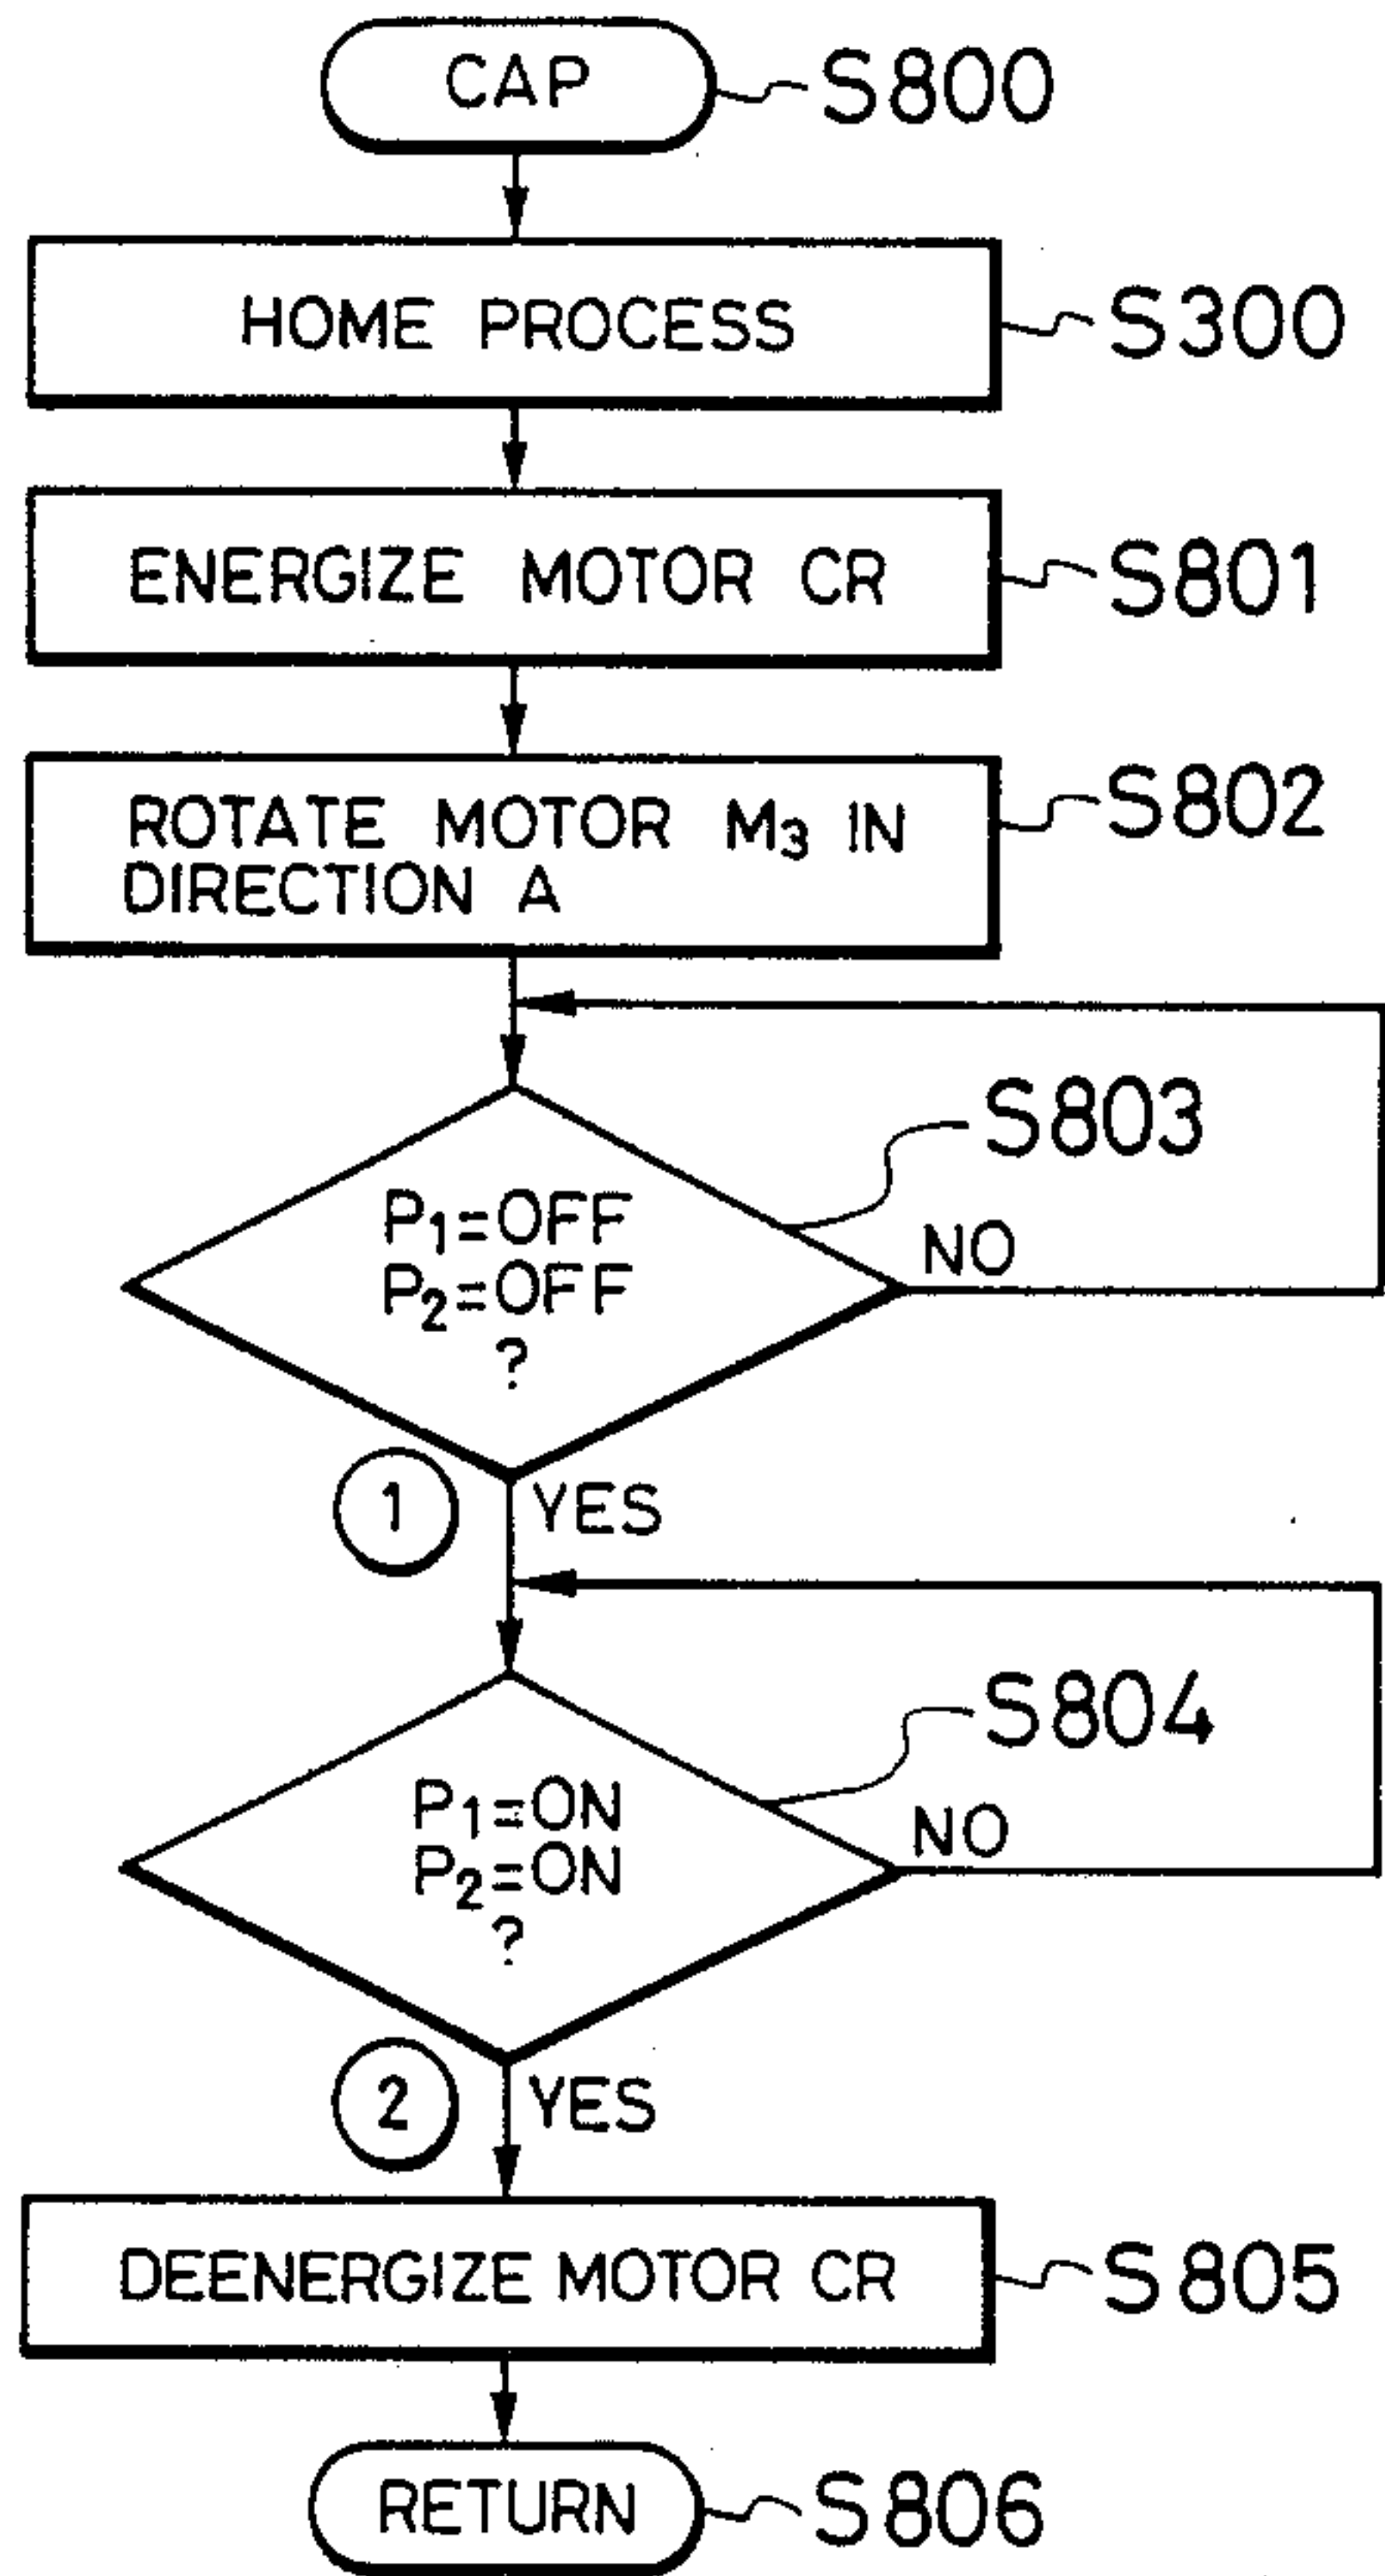 CAP
S800
HOME PROCESS
S300
ENERGIZE MOTOR CR
S801
ROTATE MOTOR M3 IN
DIRECTION A
S802
S803
P1=OFF
P2=OFF
?
NO
1
YES
S804
P1=ON
P2=ON
?
NO
2
YES
DEENERGIZE MOTOR CR
S805
RETURN
S806